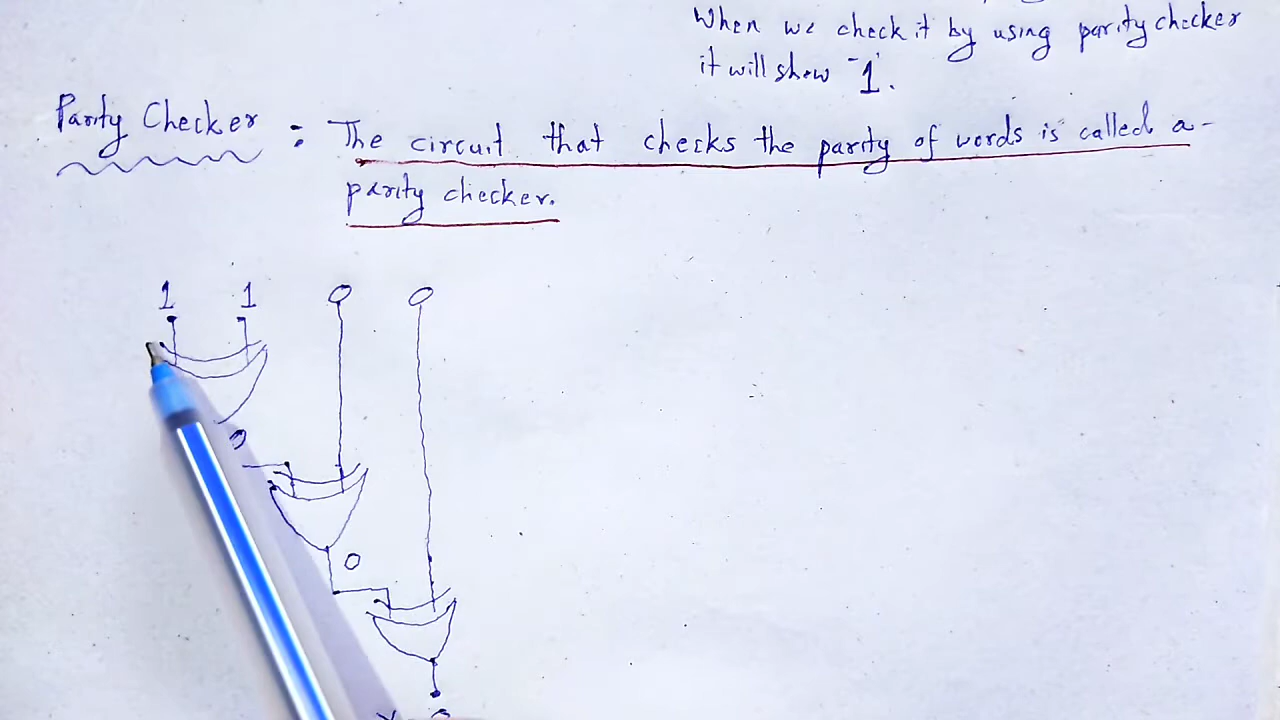 When we check it by using parity checker
it will show "1".
Parity Checker : The circuit that checks the parity of words is called a-
parity checker.
1 1 0 0
0
0